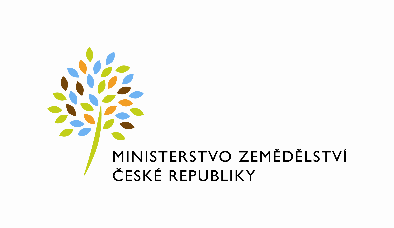 MINISTERSTVO ZEMĚDĚLSTVÍ
ČESKÉ REPUBLIKY